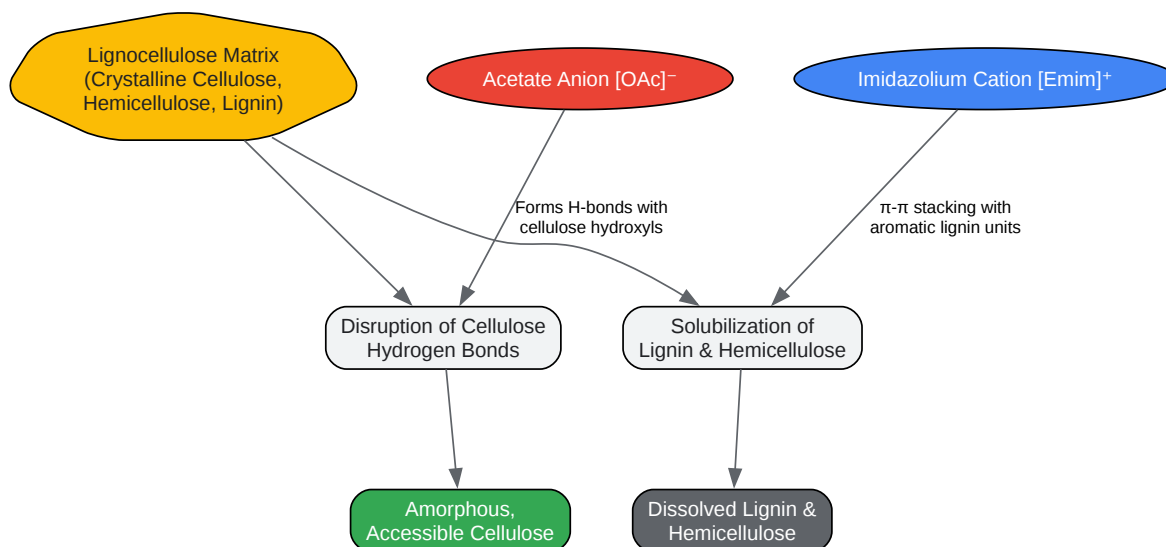 Lignocellulose Matrix
(Crystalline Cellulose,
Hemicellulose, Lignin)
Acetate Anion [OAc]⁻
Imidazolium Cation [Emim]⁺
Forms H-bonds with
cellulose hydroxyls
π-π stacking with
aromatic lignin units
Disruption of Cellulose
Hydrogen Bonds
Solubilization of
Lignin & Hemicellulose
Amorphous,
Accessible Cellulose
Dissolved Lignin &
Hemicellulose